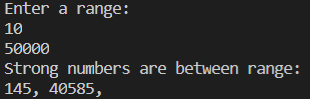 Enter a range:
10
50000
Strong numbers are between range:
145, 40585,